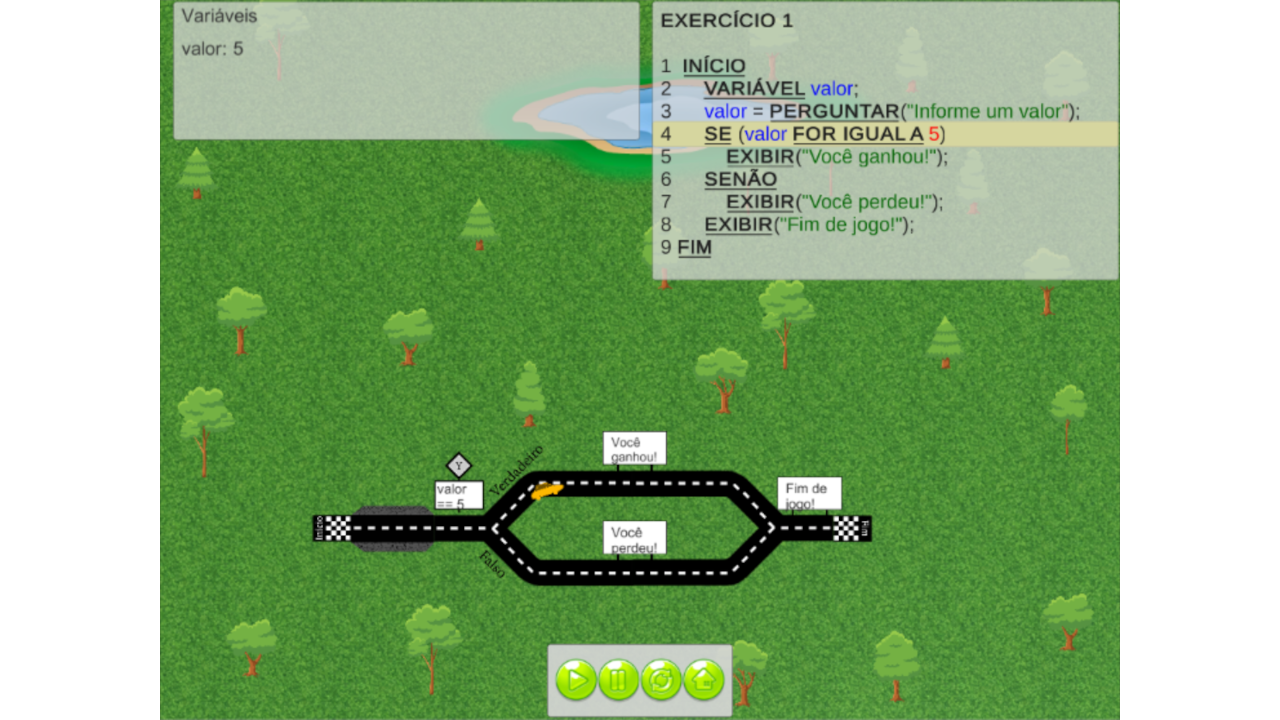 Variáveis
valor: 5
EXERCÍCIO 1
1 INÍCIO
2 VARIÁVEL valor;
3 valor = PERGUNTAR("Informe um valor");
4 SE (valor FOR IGUAL A 5)
5 EXIBIR("Você ganhou!");
6 SENÃO
7 EXIBIR("Você perdeu!");
8 EXIBIR("Fim de jogo!");
9 FIM
Y
valor
== 5
Verdadeiro
Falso
Você
ganhou!
Você
perdeu!
Fim de
jogo!
Início
Fim